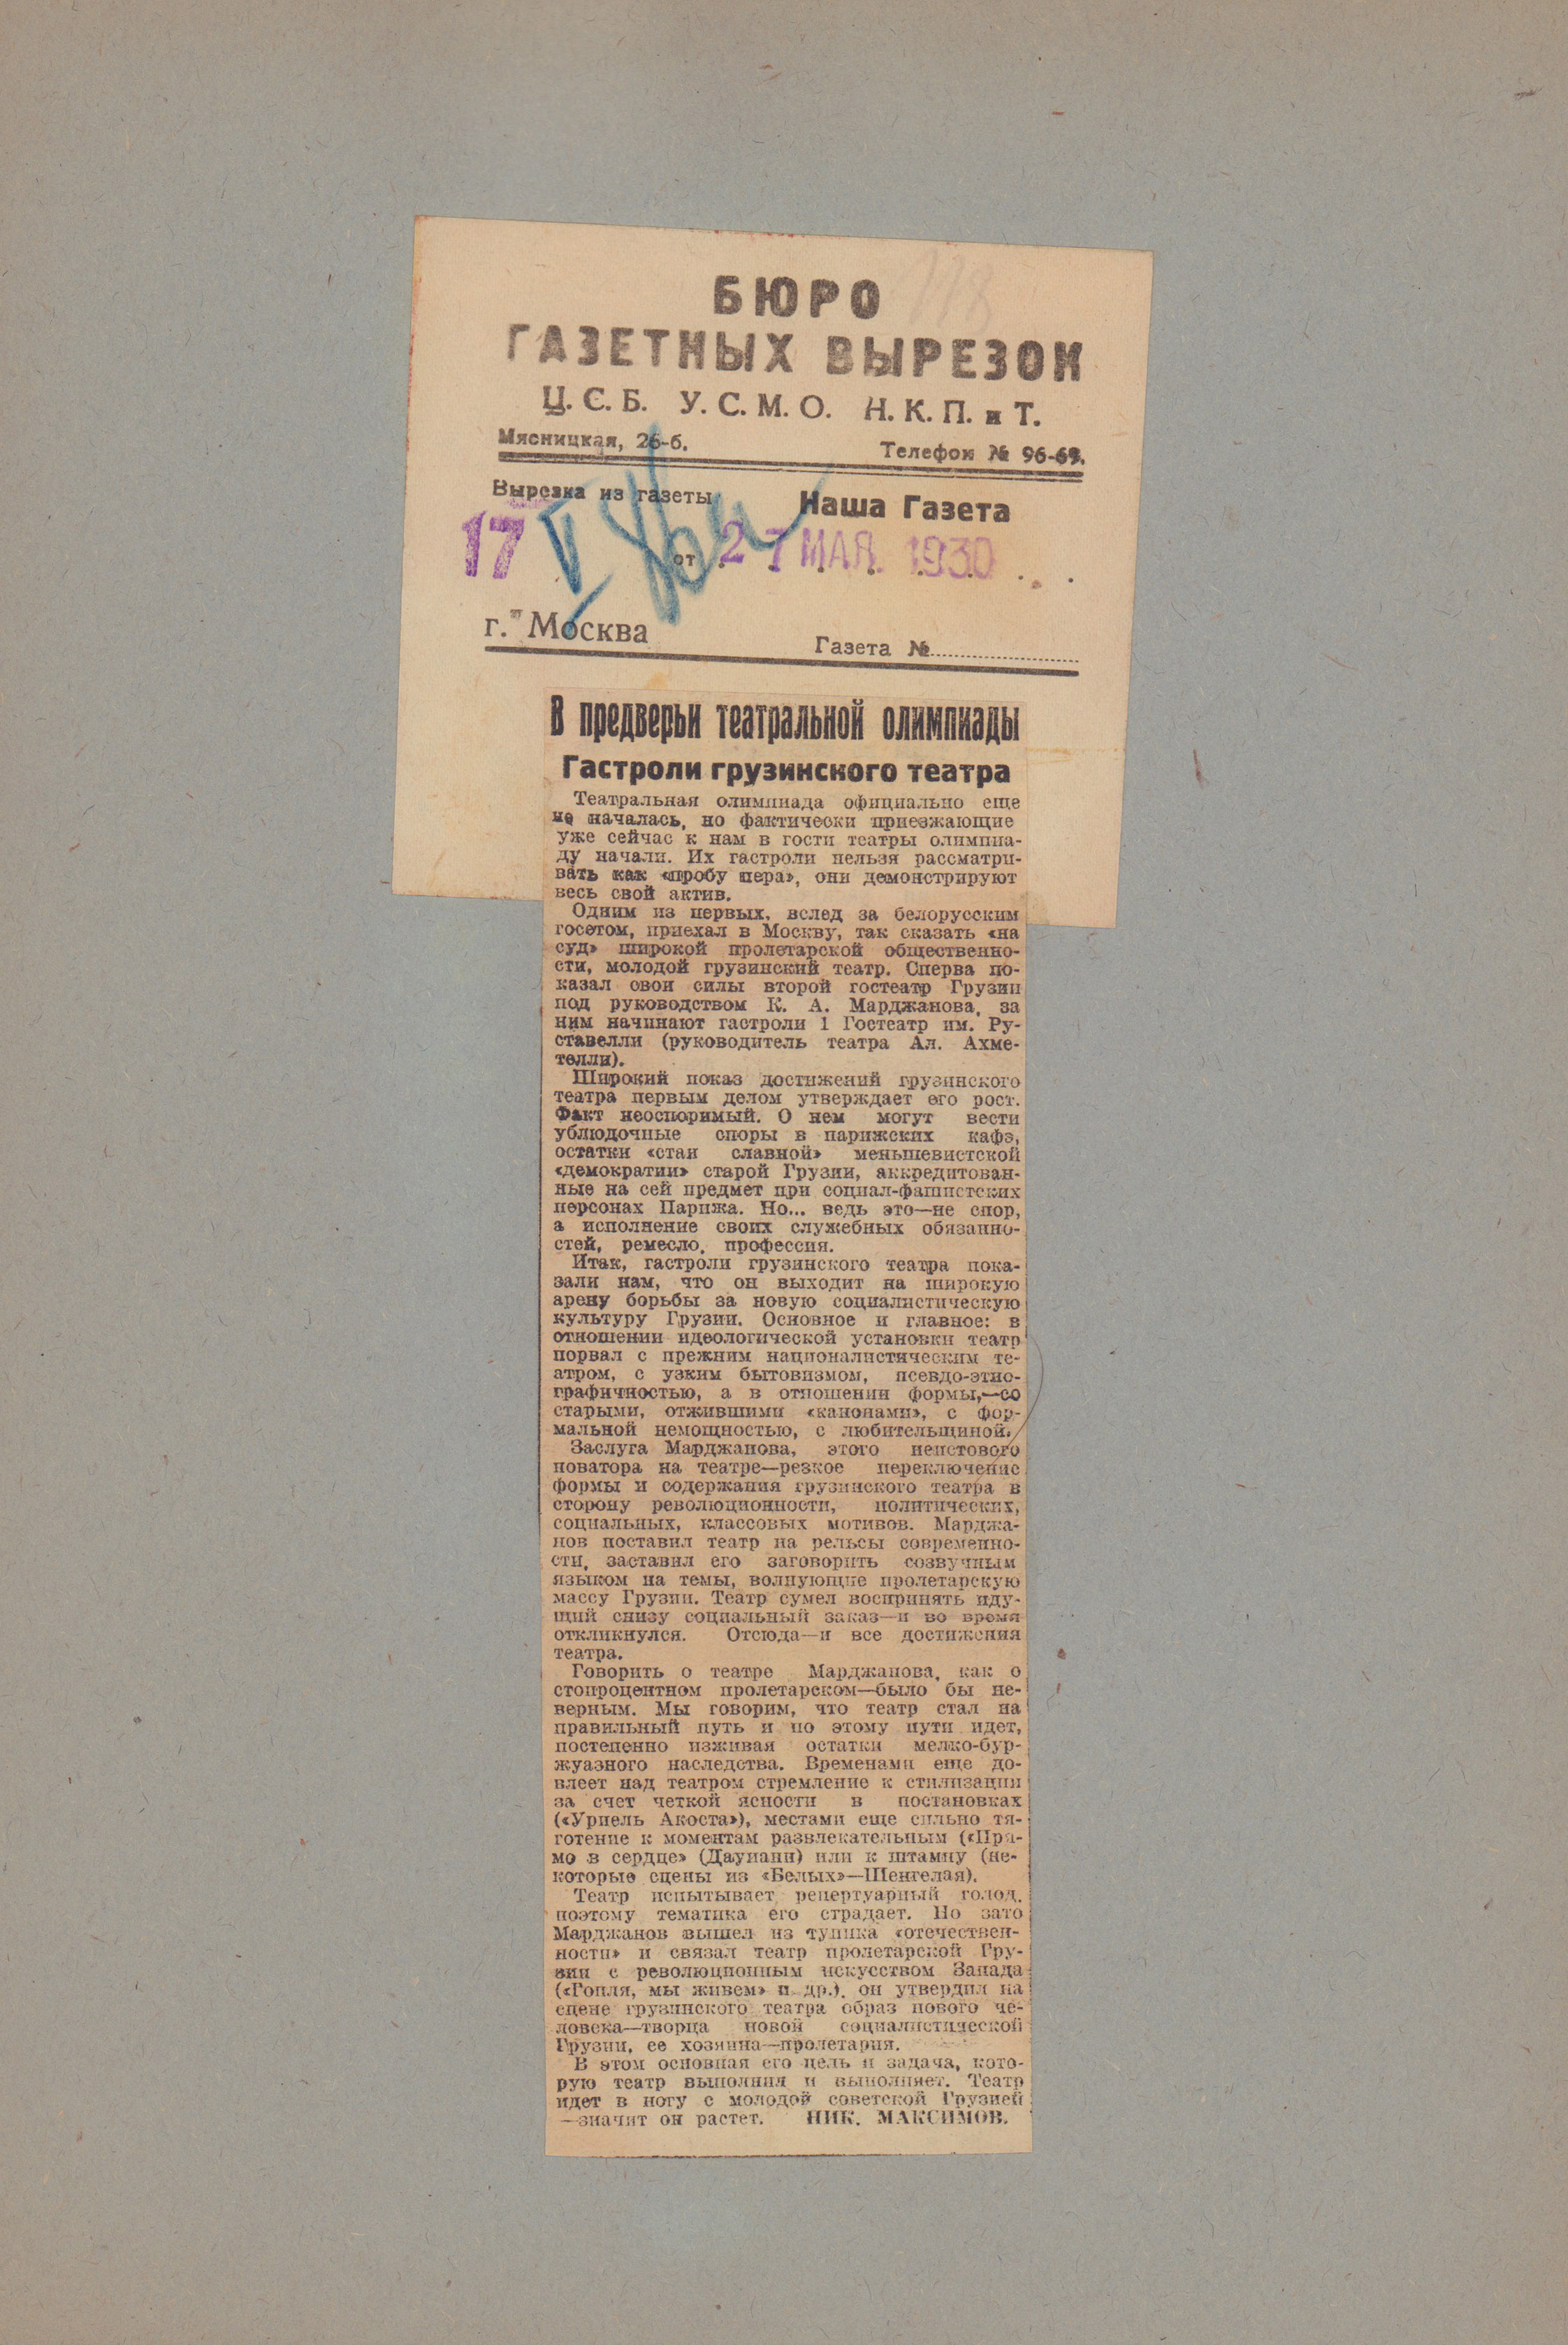 БЮРО
ГАЗЕТНЫХ ВЫРЕЗОК
Ц. С. Б. У. С. М. О. Н. К. П. и Т.
Мясницкая, 26-б. Телефон № 96-69.
Вырезка из газеты Наша Газета
17 V от 27 МАЯ. 1930
г. Москва
Газета №
В предверьи театральной олимпиады
Гастроли грузинского театра
Театральная олимпиада официально еще
не началась, но фактически приезжающие
уже сейчас к нам в гости театры олимпиа-
ду начали. Их гастроли нельзя рассматри-
вать как «пробу пера», они демонстрируют
весь свой актив.
Одним из первых, вслед за белорусским
госетом, приехал в Москву, так сказать «на
суд» широкой пролетарской общественно-
сти, молодой грузинский театр. Сперва по-
казал свои силы второй гостеатр Грузии
под руководством К. А. Марджанова, за
ним начинают гастроли 1 Гостеатр им. Ру-
ставелли (руководитель театра Ал. Ахме-
телли).
Широкий показ достижений грузинского
театра первым делом утверждает его рост.
Факт неоспоримый. О нем могут вести
ублюдочные споры в парижских кафэ,
остатки «стаи славной» меньшевистской
«демократии» старой Грузии, аккредитован-
ные на сей предмет при социал-фашистских
персонах Парижа. Но... ведь это—не спор,
а исполнение своих служебных обязанно-
стей, ремесло, профессия.
Итак, гастроли грузинского театра пока-
зали нам, что он выходит на широкую
арену борьбы за новую социалистическую
культуру Грузии. Основное и главное: в
отношении идеологической установки театр
порвал с прежним националистическим те-
атром, с узким бытовизмом, псевдо-этно-
графичностью, а в отношении формы,—со
старыми, отжившими «канонами», с фор-
мальной немощностью, с любительщиной.
Заслуга Марджанова, этого неистового
новатора на театре—резкое переключение
формы и содержания грузинского театра в
сторону революционности, политических,
социальных, классовых мотивов. Марджа-
нов поставил театр на рельсы современно-
сти, заставил его заговорить созвучным
языком на темы, волнующие пролетарскую
массу Грузии. Театр сумел воспринять иду-
щий снизу социальный заказ—и во время
откликнулся. Отсюда—и все достижения
театра.
Говорить о театре Марджанова, как о
стопроцентном пролетарском—было бы не-
верным. Мы говорим, что театр стал на
правильный путь и по этому пути идет,
постепенно изживая остатки мелко-бур-
жуазного наследства. Временами еще до-
влеет над театром стремление к стилизации
за счет четкой ясности в постановках
(«Уриель Акоста»), местами еще сильно тя-
готение к моментам развлекательным («Пря-
мо в сердце» (Дауиани) или к штампу (не-
которые сцены из «Белых»—Шенгелая).
Театр испытывает репертуарный голод,
поэтому тематика его страдает. Но зато
Марджанов вышел из тупика «отечествен-
ности» и связал театр пролетарской Гру-
зии с революционным искусством Запада
(«Гопля, мы живем» и др.), он утвердил на
сцене грузинского театра образ нового че-
ловека—творца новой социалистической
Грузии, ее хозяина—пролетария.
В этом основная его цель и задача, кото-
рую театр выполнил и выполняет. Театр
идет в ногу с молодой советской Грузией
—значит он растет. НИК. МАКСИМОВ.